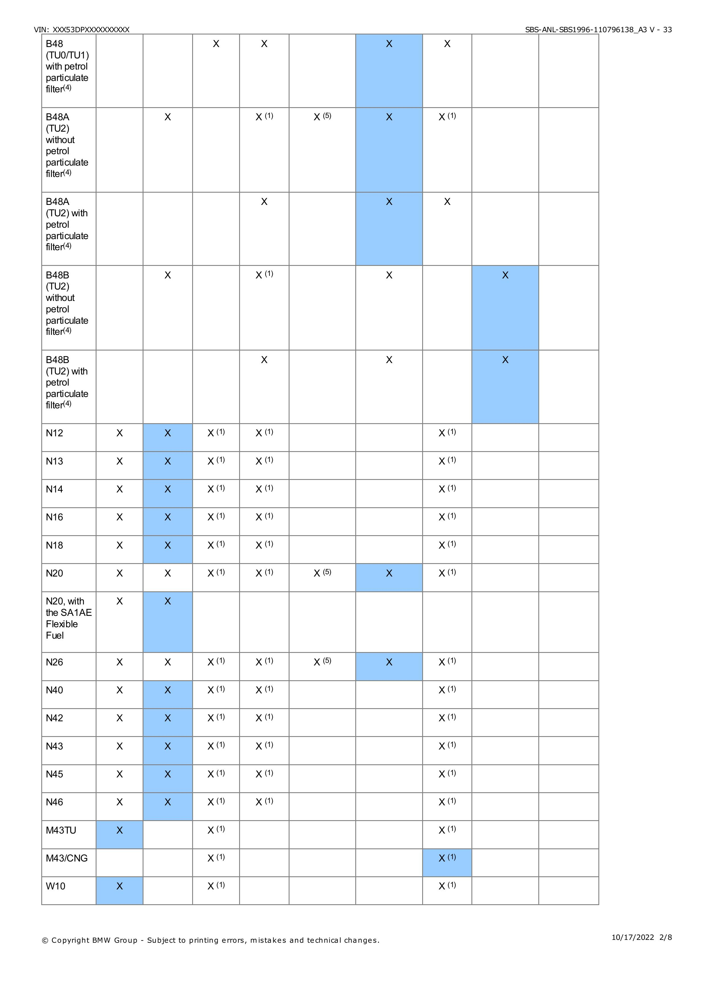 VIN: XXX53DPXXXXXXXXXX SBS-ANL-SBS1996-110796138_A3 V - 33
B48 X X X X
(TU0/TU1)
with petrol
particulate
filter(4)
B48A X X (1) X (5) X X (1)
(TU2)
without
petrol
particulate
filter(4)
B48A X X X
(TU2) with
petrol
particulate
filter(4)
B48B X X (1) X X
(TU2)
without
petrol
particulate
filter(4)
B48B X X X
(TU2) with
petrol
particulate
filter(4)
N12 X X X (1) X (1) X (1)
N13 X X X (1) X (1) X (1)
N14 X X X (1) X (1) X (1)
N16 X X X (1) X (1) X (1)
N18 X X X (1) X (1) X (1)
N20 X X X (1) X (1) X (5) X X (1)
N20, with X X
the SA1AE
Flexible
Fuel
N26 X X X (1) X (1) X (5) X X (1)
N40 X X X (1) X (1) X (1)
N42 X X X (1) X (1) X (1)
N43 X X X (1) X (1) X (1)
N45 X X X (1) X (1) X (1)
N46 X X X (1) X (1) X (1)
M43TU X X (1) X (1)
M43/CNG X (1) X (1)
W10 X X (1) X (1)
© Copyright BMW Group - Subject to printing errors, mistakes and technical changes. 10/17/2022 2/8